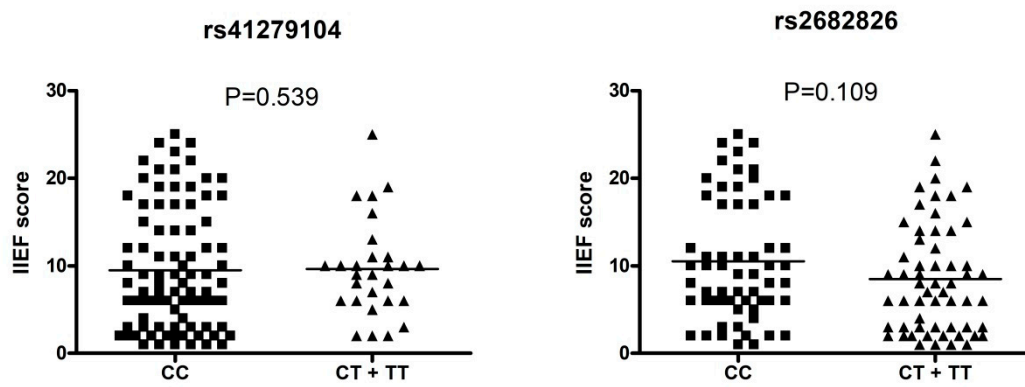 rs41279104
P=0.539
IIEF score
30
20
10
0
CC
CT + TT
rs2682826
P=0.109
IIEF score
30
20
10
0
CC
CT + TT